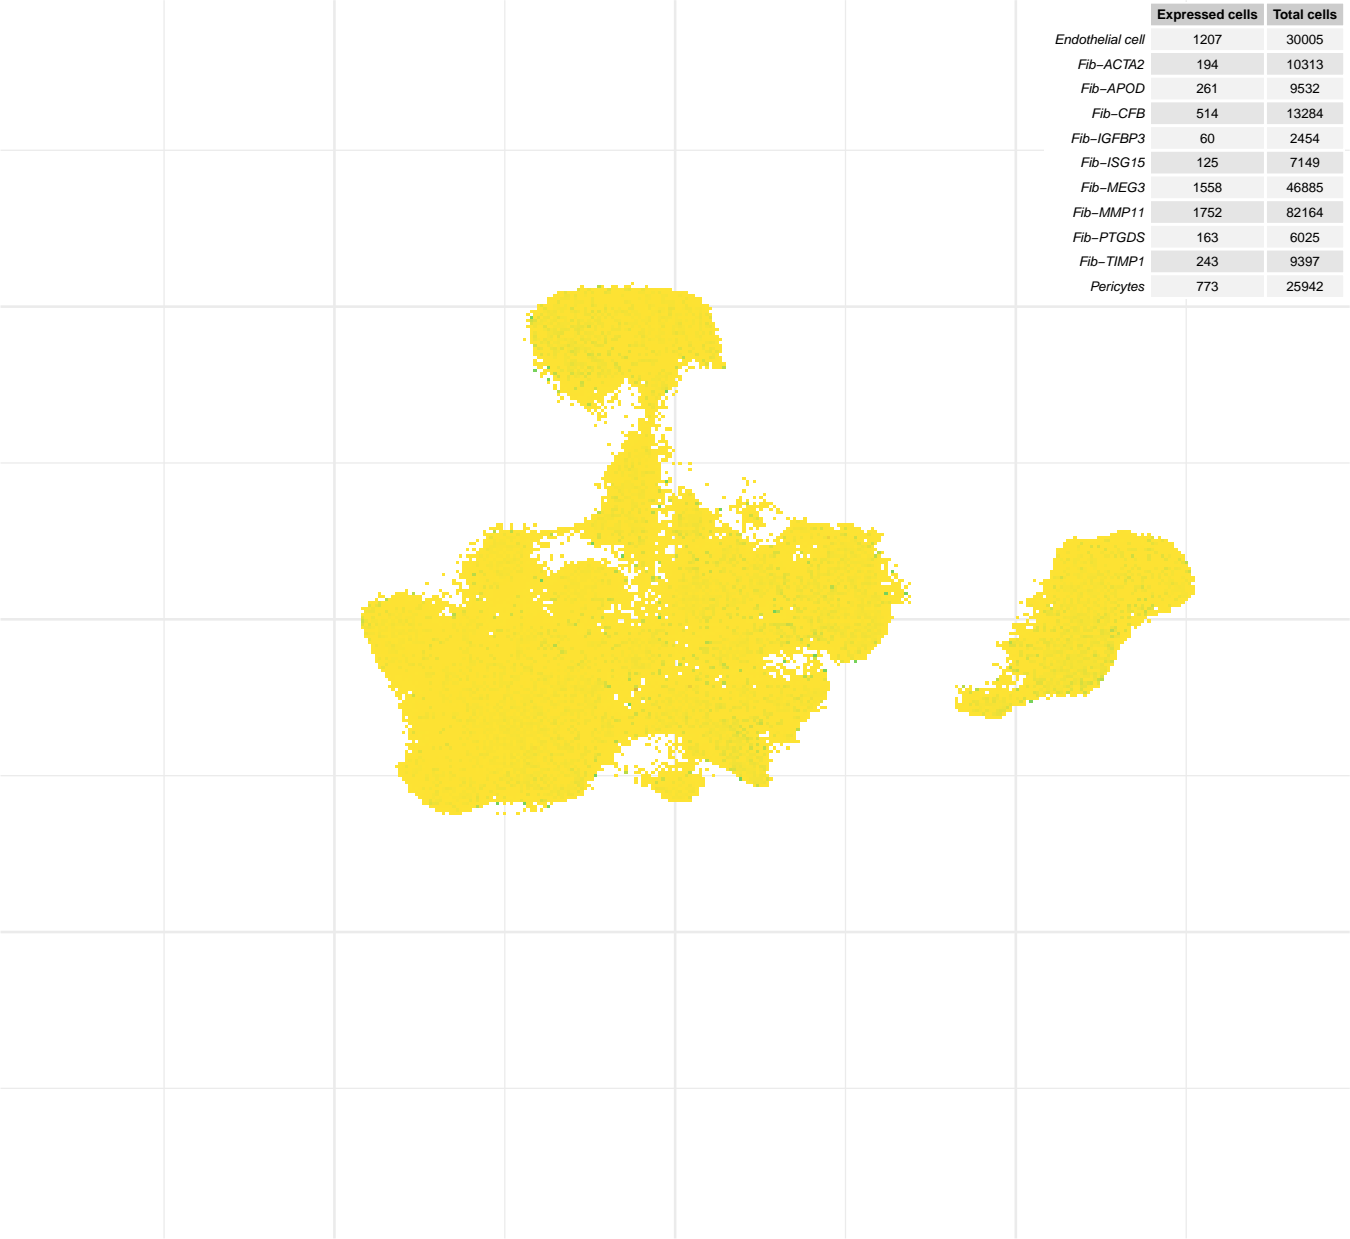 Expressed cells Total cells
Endothelial cell 1207 30005
Fib−ACTA2 194 10313
Fib−APOD 261 9532
Fib−CFB 514 13284
Fib−IGFBP3 60 2454
Fib−ISG15 125 7149
Fib−MEG3 1558 46885
Fib−MMP11 1752 82164
Fib−PTGDS 163 6025
Fib−TIMP1 243 9397
Pericytes 773 25942